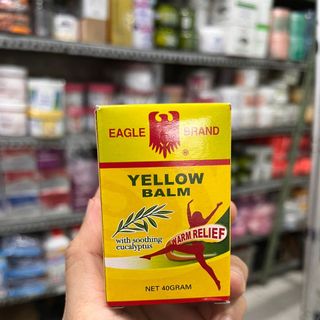 EAGLE BRAND
®
YELLOW
BALM
with soothing
eucalyptus
WARM RELIEF
NET 40GRAM